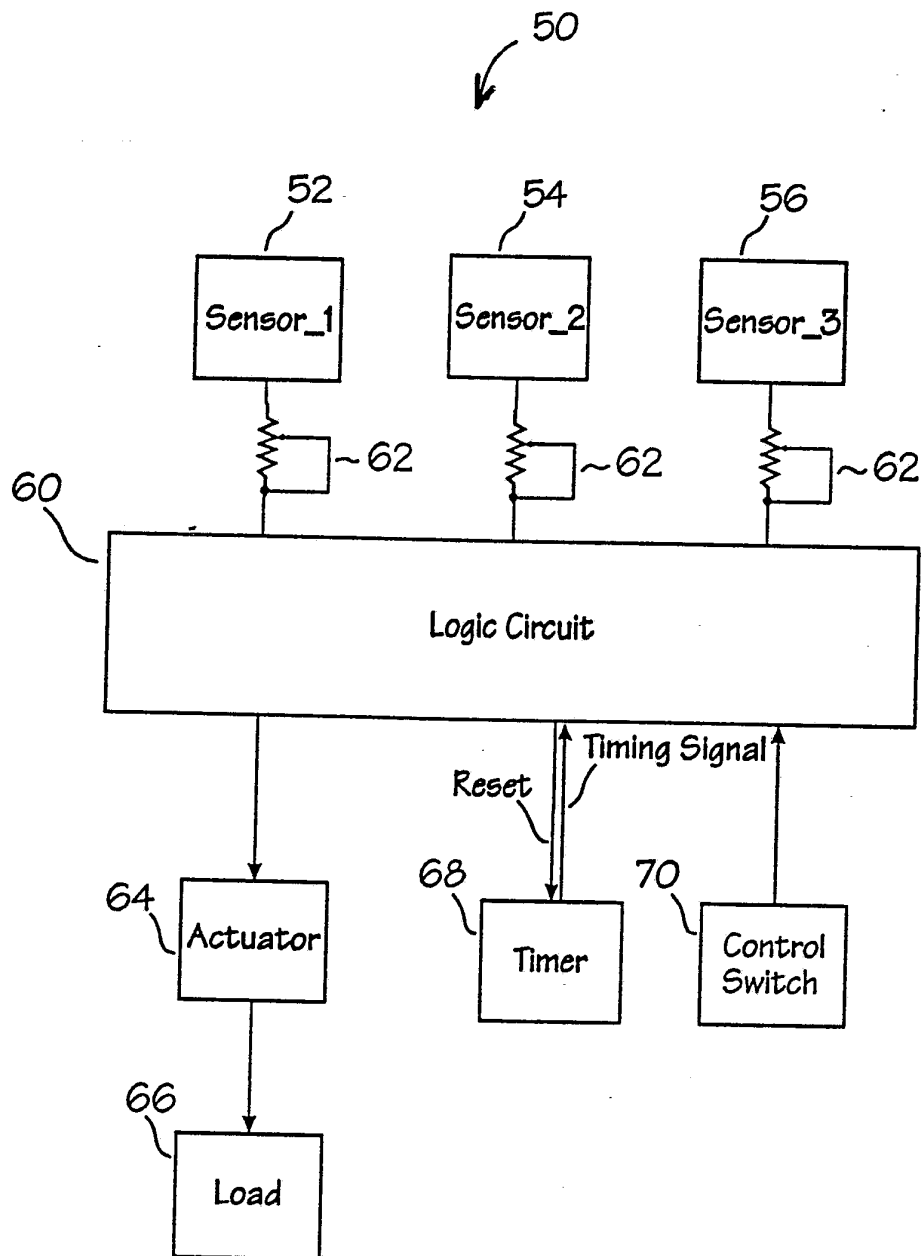 50
52
54
56
Sensor_1
Sensor_2
Sensor_3
~62
~62
~62
60
Logic Circuit
Timing Signal
Reset
64
Actuator
68
Timer
70
Control
Switch
66
Load